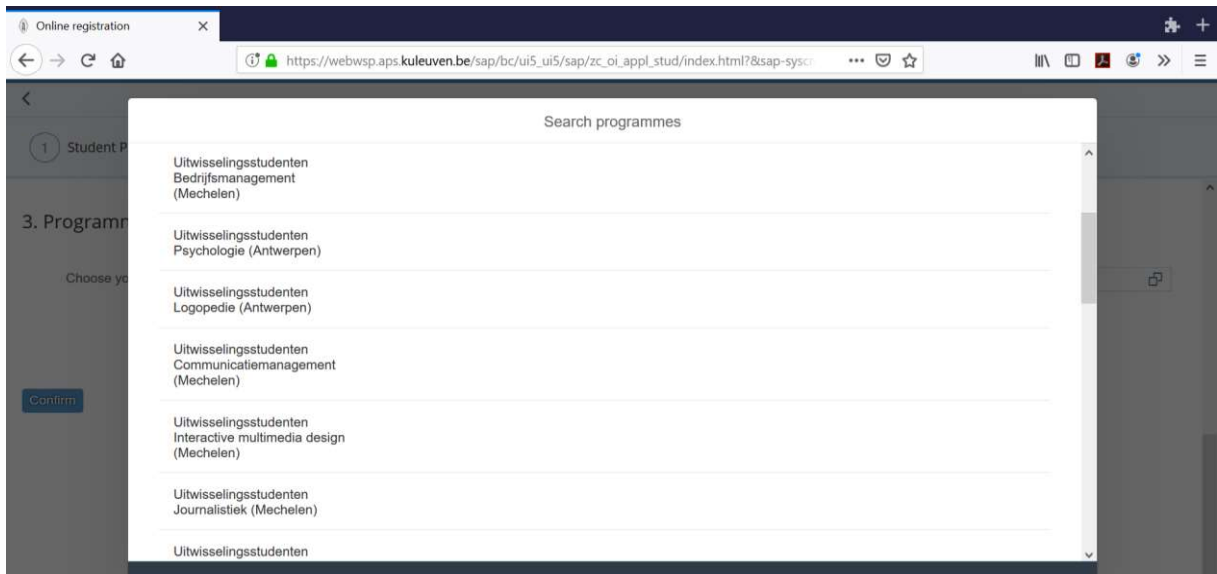 Online registration
https://webwsp.aps.kuleuven.be/sap/bc/ui5_ui5/sap/zc_oi_appl_stud/index.html?&sap-syscr
Search programmes
1 Student P
Uitwisselingsstudenten
Bedrijfsmanagement
(Mechelen)
3. Programm
Uitwisselingsstudenten
Psychologie (Antwerpen)
Choose yo
Uitwisselingsstudenten
Logopedie (Antwerpen)
Uitwisselingsstudenten
Communicatiemanagement
(Mechelen)
Confirm
Uitwisselingsstudenten
Interactive multimedia design
(Mechelen)
Uitwisselingsstudenten
Journalistiek (Mechelen)
Uitwisselingsstudenten